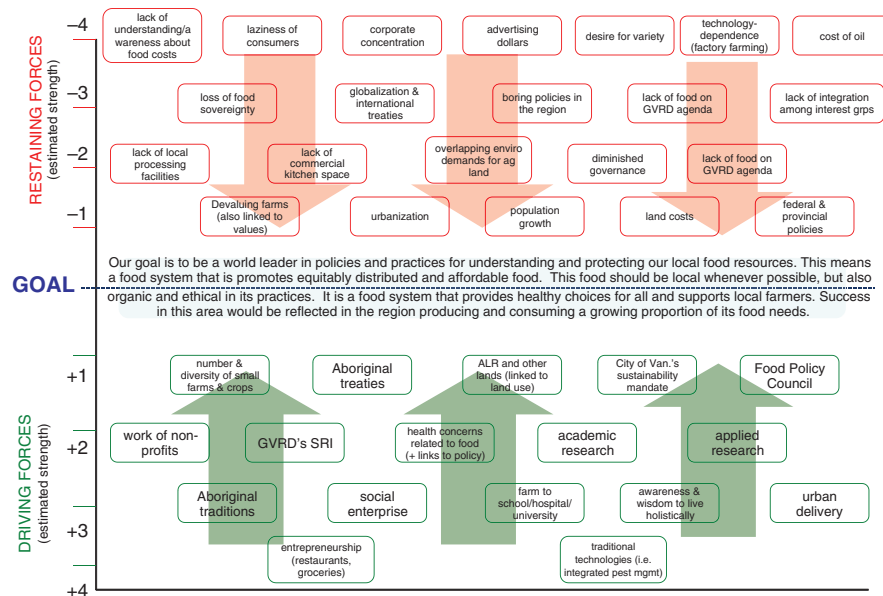 −4
lack of
understanding/a
wareness about
food costs
laziness of
consumers
corporate
concentration
advertising
dollars
desire for variety
technology-
dependence
(factory farming)
cost of oil
RESTAINING FORCES
(estimated strength)
−3
loss of food
sovereignty
globalization &
international
treaties
boring policies in
the region
lack of food on
GVRD agenda
lack of integration
among interest grps
−2
lack of local
processing
facilities
lack of
commercial
kitchen space
overlapping enviro
demands for ag
land
diminished
governance
lack of food on
GVRD agenda
−1
Devaluing farms
(also linked to
values)
urbanization
population
growth
land costs
federal &
provincial
policies
GOAL
Our goal is to be a world leader in policies and practices for understanding and protecting our local food resources. This means
a food system that is promotes equitably distributed and affordable food. This food should be local whenever possible, but also
organic and ethical in its practices. It is a food system that provides healthy choices for all and supports local farmers. Success
in this area would be reflected in the region producing and consuming a growing proportion of its food needs.
+1
number &
diversity of small
farms & crops
Aboriginal
treaties
ALR and other
lands (linked to
land use)
City of Van.'s
sustainability
mandate
Food Policy
Council
DRIVING FORCES
(estimated strength)
+2
work of non-
profits
GVRD's SRI
health concerns
related to food
(+ links to policy)
academic
research
applied
research
+3
Aboriginal
traditions
social
enterprise
farm to
school/hospital/
university
awareness &
wisdom to live
holistically
urban
delivery
+4
entrepreneurship
(restaurants,
groceries)
traditional
technologies (i.e.
integrated pest mgmt)